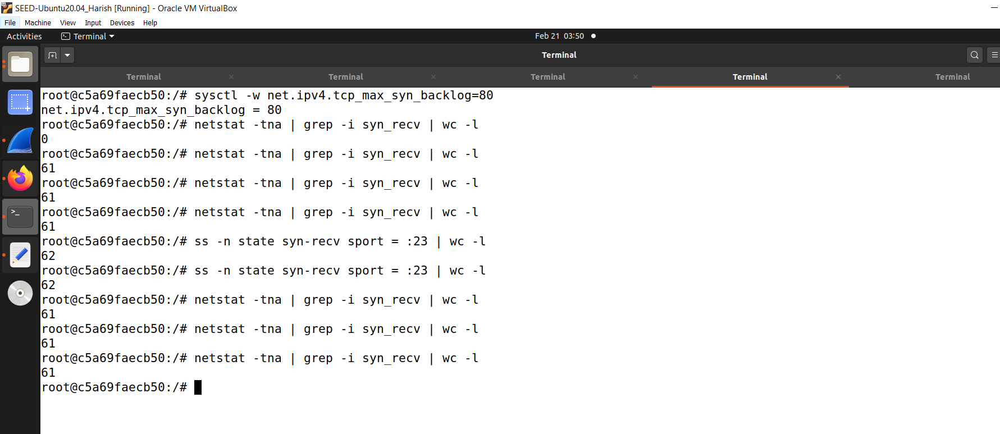 SEED-Ubuntu20.04_Harish [Running] - Oracle VM VirtualBox
File Machine View Input Devices Help
Activities Terminal Feb 21 03:50
Terminal
Terminal Terminal Terminal Terminal Terminal
root@c5a69faecb50:/# sysctl -w net.ipv4.tcp_max_syn_backlog=80
net.ipv4.tcp_max_syn_backlog = 80
root@c5a69faecb50:/# netstat -tna | grep -i syn_recv | wc -l
0
root@c5a69faecb50:/# netstat -tna | grep -i syn_recv | wc -l
61
root@c5a69faecb50:/# netstat -tna | grep -i syn_recv | wc -l
61
root@c5a69faecb50:/# netstat -tna | grep -i syn_recv | wc -l
61
root@c5a69faecb50:/# ss -n state syn-recv sport = :23 | wc -l
62
root@c5a69faecb50:/# ss -n state syn-recv sport = :23 | wc -l
62
root@c5a69faecb50:/# netstat -tna | grep -i syn_recv | wc -l
61
root@c5a69faecb50:/# netstat -tna | grep -i syn_recv | wc -l
61
root@c5a69faecb50:/# netstat -tna | grep -i syn_recv | wc -l
61
root@c5a69faecb50:/#